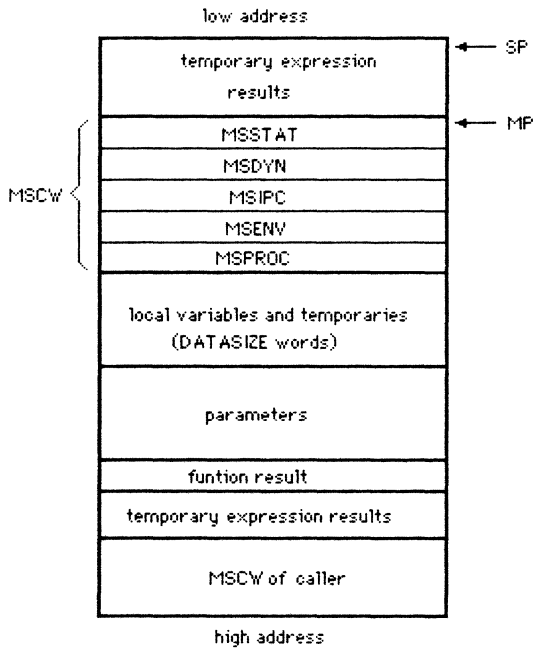 low address
SP
temporary expression
results
MP
MSSTAT
MSDYN
MSCW
MSIPC
MSENV
MSPROC
local variables and temporaries
(DATASIZE words)
parameters
funtion result
temporary expression results
MSCW of caller
high address